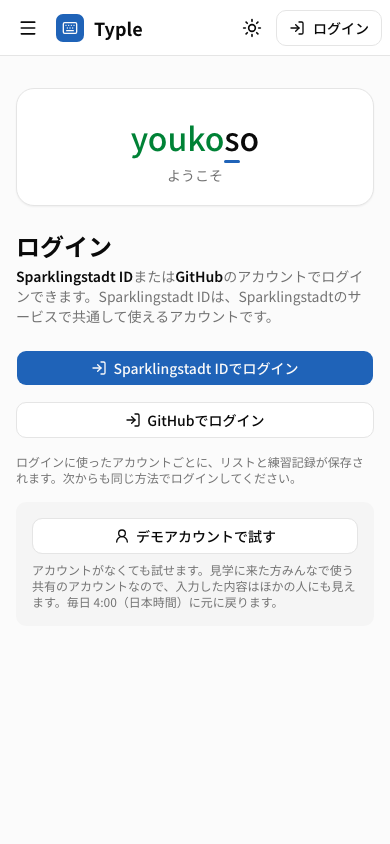 Typle
ログイン
youkoso
ようこそ
ログイン
Sparklingstadt IDまたはGitHubのアカウントでログイ
ンできます。Sparklingstadt IDは、Sparklingstadtのサ
ービスで共通して使えるアカウントです。
Sparklingstadt IDでログイン
GitHubでログイン
ログインに使ったアカウントごとに、リストと練習記録が保存さ
れます。次からも同じ方法でログインしてください。
デモアカウントで試す
アカウントがなくても試せます。見学に来た方みんなで使う
共有のアカウントなので、入力した内容はほかの人にも見え
ます。毎日 4:00（日本時間）に元に戻ります。